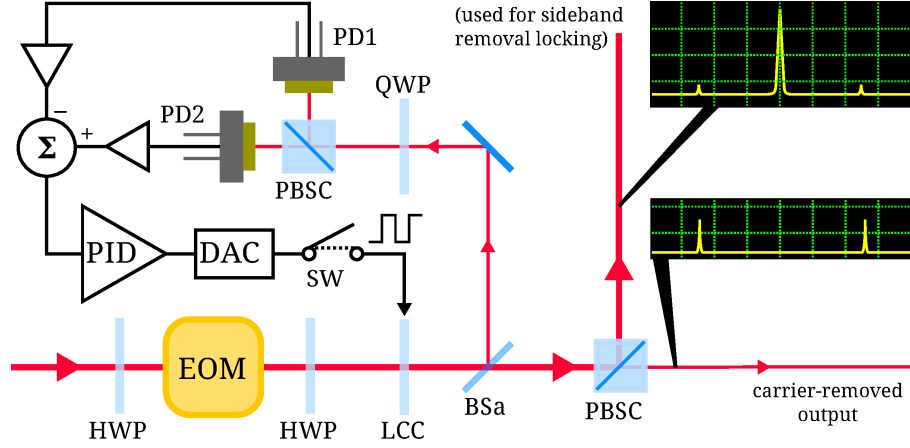 (used for sideband
removal locking)
PD1
QWP
PD2
−
+
Σ
PBSC
PID
DAC
SW
EOM
HWP
HWP
LCC
BSa
PBSC
carrier-removed
output